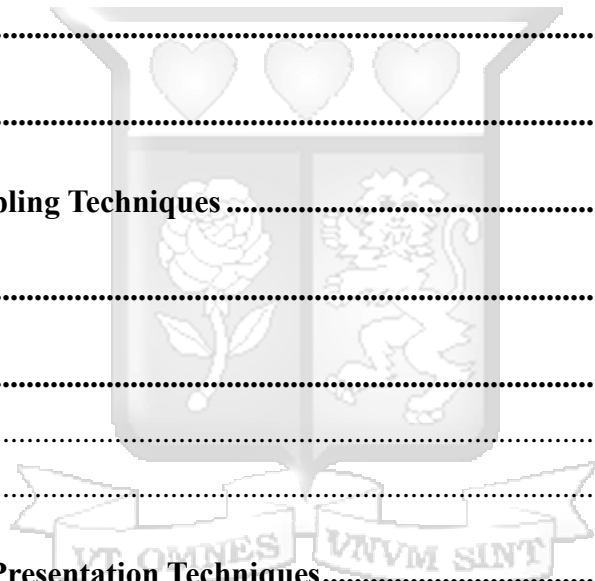 ....................................................................
....................................................................
pling Techniques ..............................................
....................................................................
....................................................................
....................................................................
....................................................................
VT OMNES VNVM SINT
Presentation Techniques..................................